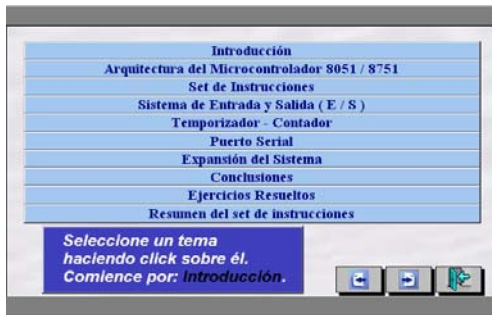 Introducción
Arquitectura del Microcontrolador 8051 / 8751
Set de Instrucciones
Sistema de Entrada y Salida ( E / S )
Temporizador - Contador
Puerto Serial
Expansión del Sistema
Conclusiones
Ejercicios Resueltos
Resumen del set de instrucciones
Seleccione un tema
haciendo click sobre él.
Comience por: Introducción.